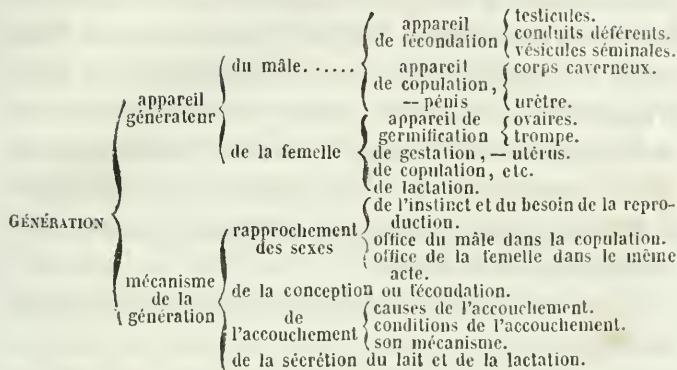 GÉNÉRATION
appareil
générateur
du mâle. . . . . .
appareil
de fécondation
testicules.
conduits déférents.
vésicules séminales.
appareil
de copulation,
— pénis
corps caverneux.
urètre.
de la femelle
appareil de
germification
ovaires.
trompe.
de gestation, — utérus.
de copulation, etc.
de lactation.
mécanisme
de la
génération
rapprochement
des sexes
de l'instinct et du besoin de la repro-
duction.
office du mâle dans la copulation.
office de la femelle dans le même
acte.
de la conception ou fécondation.
de
l'accouchement
causes de l'accouchement.
conditions de l'accouchement.
son mécanisme.
de la sécrétion du lait et de la lactation.